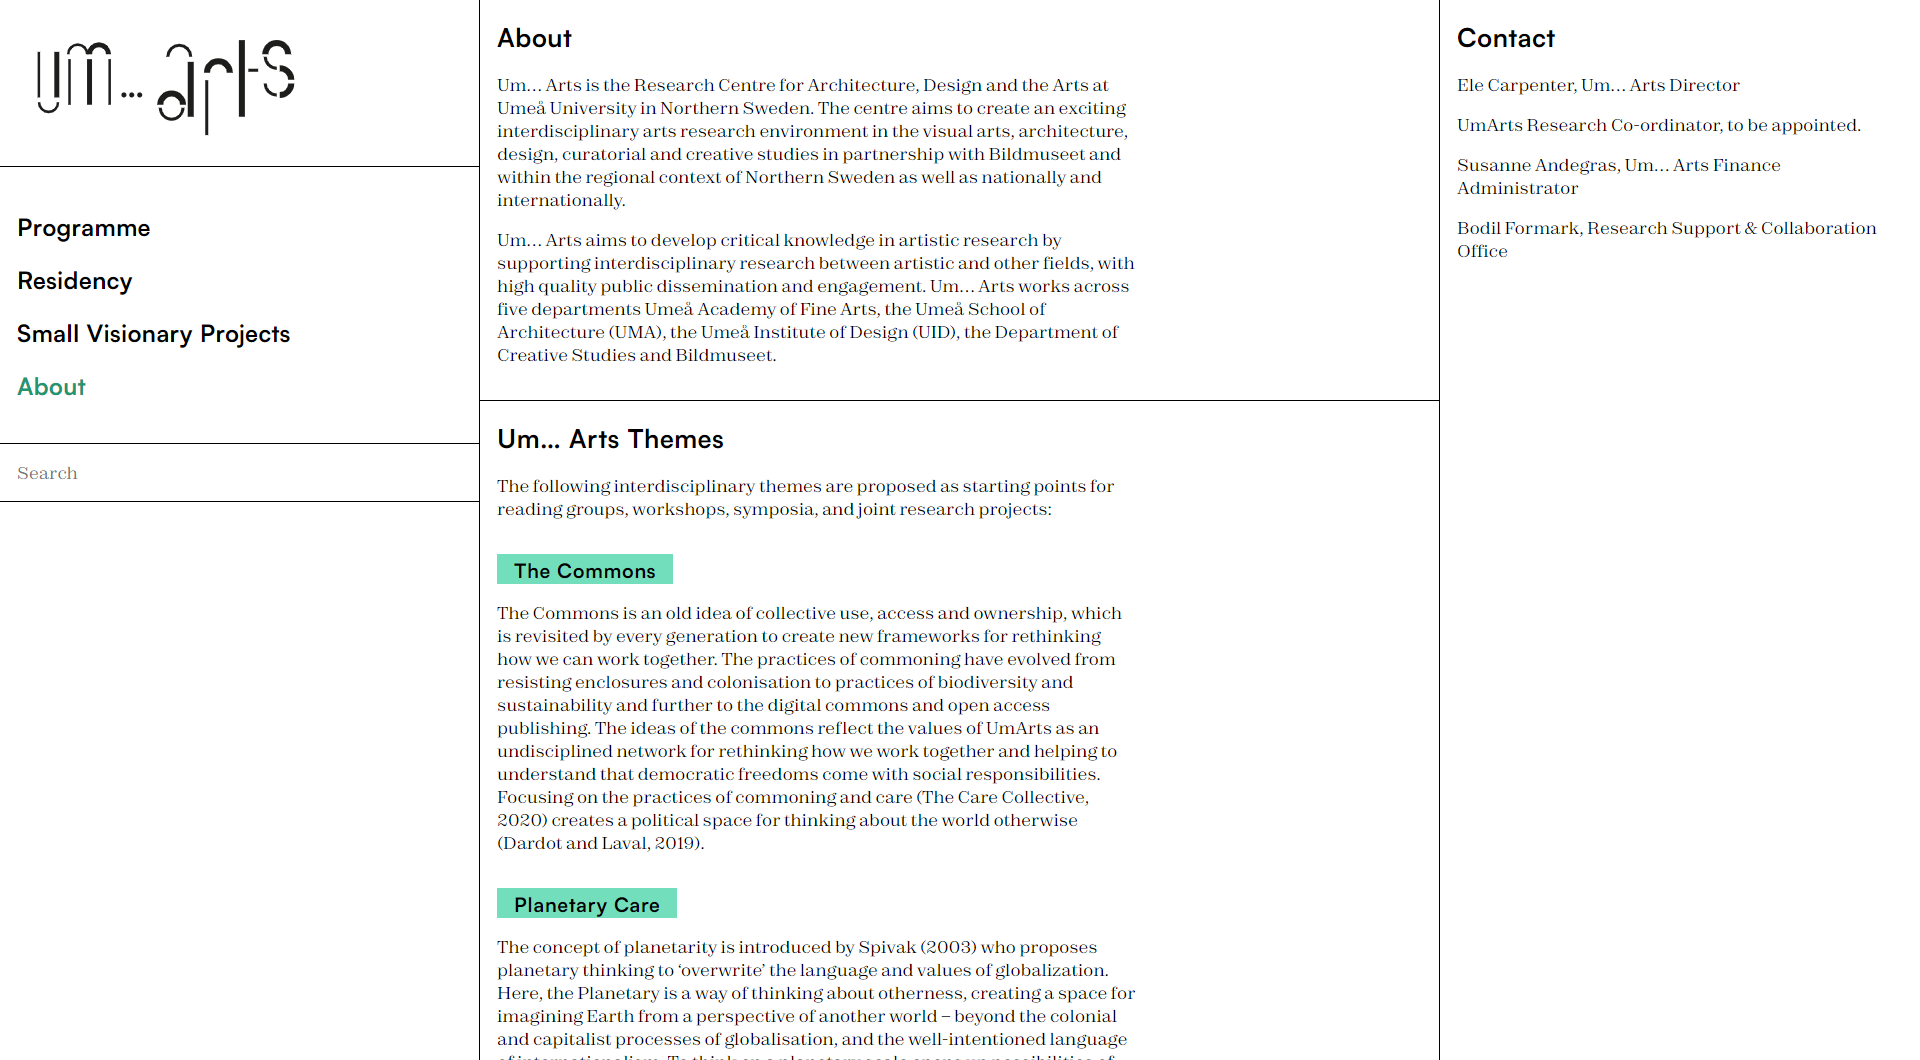 um... arts
Programme
Residency
Small Visionary Projects
About
Search
About
Um... Arts is the Research Centre for Architecture, Design and the Arts at
Umeå University in Northern Sweden. The centre aims to create an exciting
interdisciplinary arts research environment in the visual arts, architecture,
design, curatorial and creative studies in partnership with Bildmuseet and
within the regional context of Northern Sweden as well as nationally and
internationally.
Um... Arts aims to develop critical knowledge in artistic research by
supporting interdisciplinary research between artistic and other fields, with
high quality public dissemination and engagement. Um... Arts works across
five departments Umeå Academy of Fine Arts, the Umeå School of
Architecture (UMA), the Umeå Institute of Design (UID), the Department of
Creative Studies and Bildmuseet.
Um... Arts Themes
The following interdisciplinary themes are proposed as starting points for
reading groups, workshops, symposia, and joint research projects:
The Commons
The Commons is an old idea of collective use, access and ownership, which
is revisited by every generation to create new frameworks for rethinking
how we can work together. The practices of commoning have evolved from
resisting enclosures and colonisation to practices of biodiversity and
sustainability and further to the digital commons and open access
publishing. The ideas of the commons reflect the values of UmArts as an
undisciplined network for rethinking how we work together and helping to
understand that democratic freedoms come with social responsibilities.
Focusing on the practices of commoning and care (The Care Collective,
2020) creates a political space for thinking about the world otherwise
(Dardot and Laval, 2019).
Planetary Care
The concept of planetarity is introduced by Spivak (2003) who proposes
planetary thinking to ‘overwrite’ the language and values of globalization.
Here, the Planetary is a way of thinking about otherness, creating a space for
imagining Earth from a perspective of another world – beyond the colonial
and capitalist processes of globalisation, and the well-intentioned language
of internationalism. To think on a planetary scale opens up possibilities of
Contact
Ele Carpenter, Um... Arts Director
UmArts Research Co-ordinator, to be appointed.
Susanne Andegras, Um... Arts Finance
Administrator
Bodil Formark, Research Support & Collaboration
Office